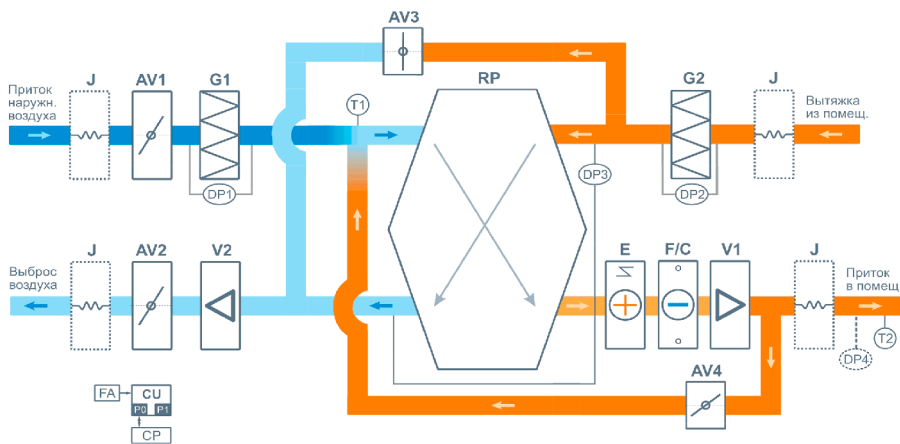 AV3
J
AV1
G1
RP
G2
J
Приток
наружн.
воздуха
T1
Вытяжка
из помещ.
DP1
DP3
DP2
J
AV2
V2
E
F/C
V1
J
Выброс
воздуха
Приток
в помещ
T2
DP4
AV4
FA
CU
P0 P1
CP